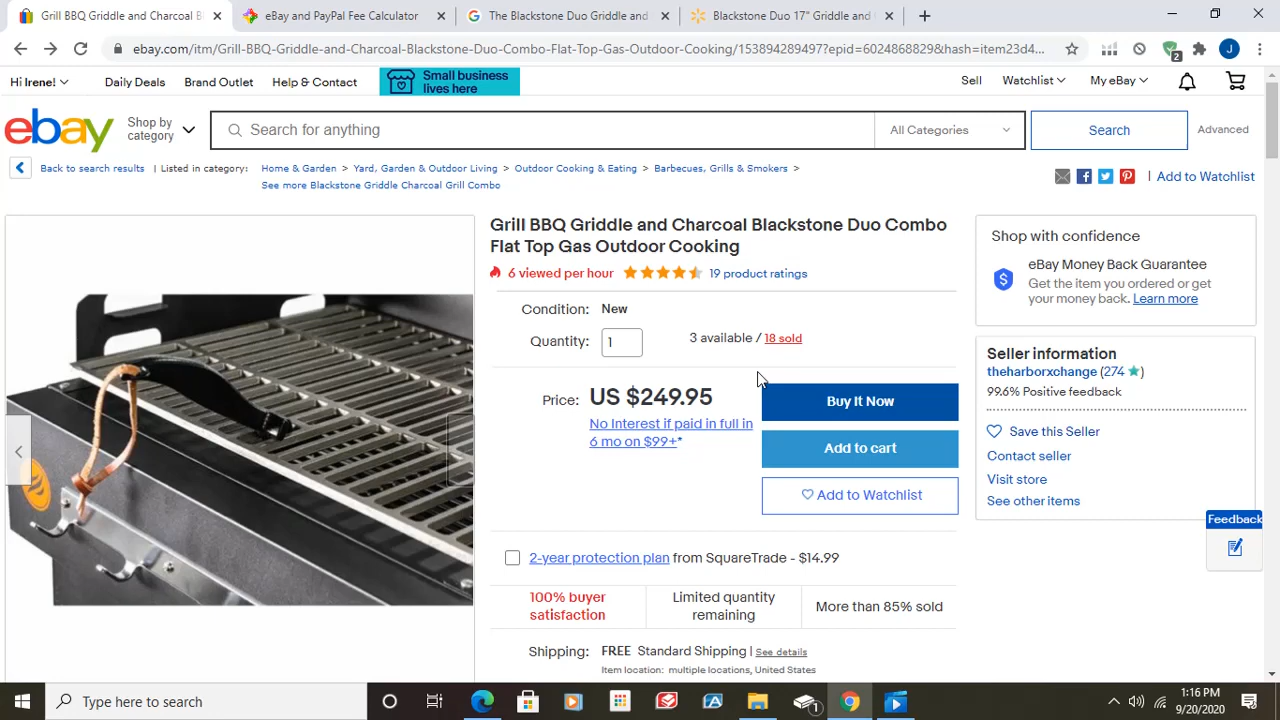 Grill BBQ Griddle and Charcoal B
eBay and PayPal Fee Calculator
The Blackstone Duo Griddle and
Blackstone Duo 17" Griddle and
ebay.com/itm/Grill-BBQ-Griddle-and-Charcoal-Blackstone-Duo-Combo-Flat-Top-Gas-Outdoor-Cooking/153894289497?epid=6024868829&hash=item23d4...
2
J
Hi Irene!
Daily Deals
Brand Outlet
Help & Contact
Small business
lives here
Sell
Watchlist
My eBay
ebay
Shop by
category
Search for anything
All Categories
Search
Advanced
Back to search results
Listed in category:
Home & Garden > Yard, Garden & Outdoor Living > Outdoor Cooking & Eating > Barbecues, Grills & Smokers >
See more Blackstone Griddle Charcoal Grill Combo
| Add to Watchlist
Grill BBQ Griddle and Charcoal Blackstone Duo Combo
Flat Top Gas Outdoor Cooking
6 viewed per hour
19 product ratings
Condition: New
Quantity: 1
3 available / 18 sold
Price: US $249.95
No Interest if paid in full in
6 mo on $99+*
Buy It Now
Add to cart
Add to Watchlist
2-year protection plan from SquareTrade - $14.99
100% buyer
satisfaction
Limited quantity
remaining
More than 85% sold
Shipping: FREE Standard Shipping | See details
Item location: multiple locations, United States
Shop with confidence
eBay Money Back Guarantee
Get the item you ordered or get
your money back. Learn more
Seller information
theharborxchange (274 )
99.6% Positive feedback
Save this Seller
Contact seller
Visit store
See other items
Feedback
Type here to search
1
1:16 PM
9/20/2020